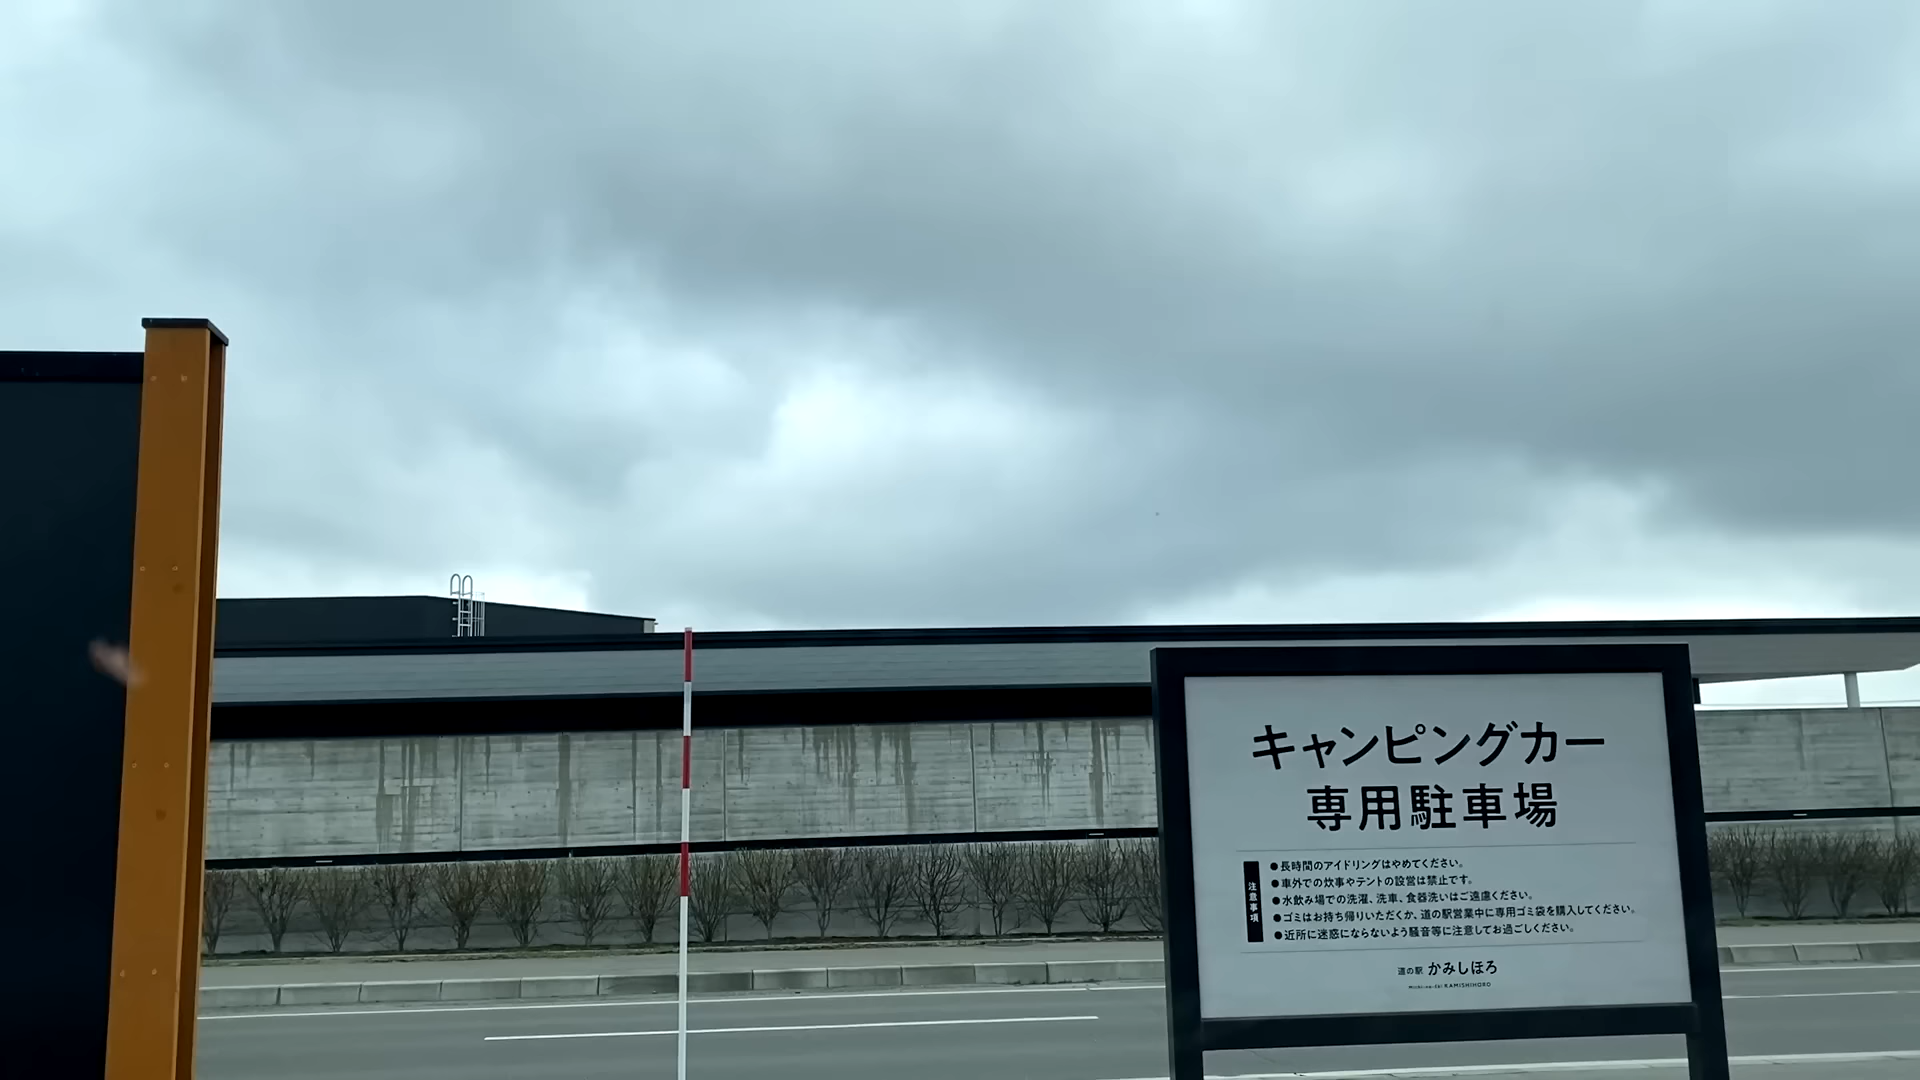 キャンピングカー
専用駐車場
注意事項
●長時間のアイドリングはやめてください。
●車外での炊事やテントの設営は禁止です。
●水飲み場での洗濯、洗車、食器洗いはご遠慮ください。
●ゴミはお持ち帰りいただくか、道の駅営業中に専用ゴミ袋を購入してください。
●近所に迷惑にならないよう騒音等に注意してお過ごしください。
道の駅 かみしほろ
Michi-no-Eki KAMISHIHORO